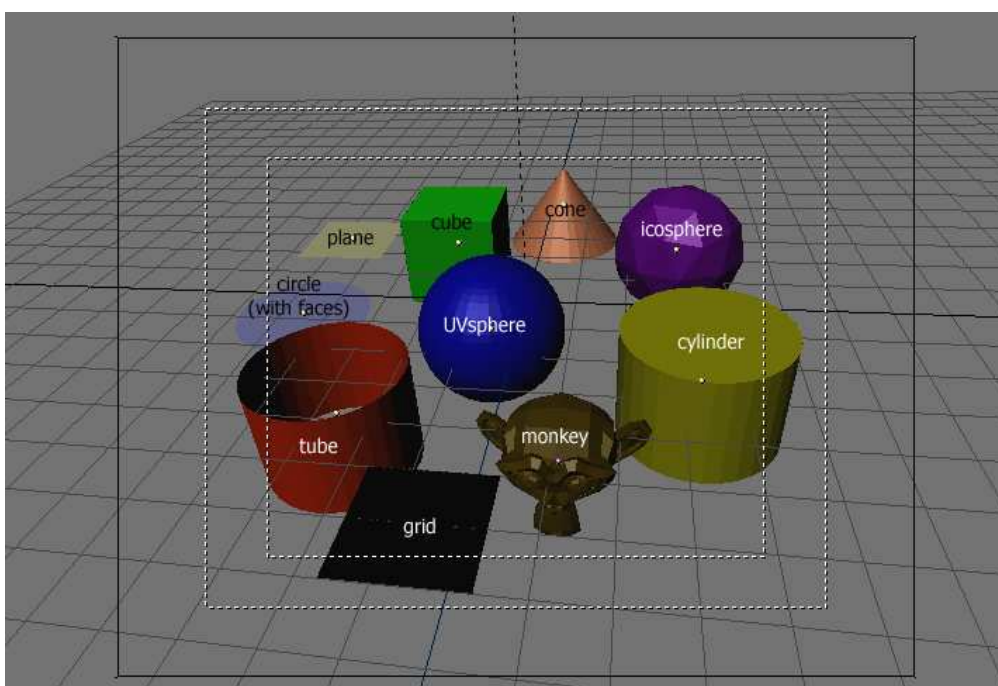 cube
cone
icosphere
plane
circle
(with faces)
UVsphere
cylinder
tube
monkey
grid